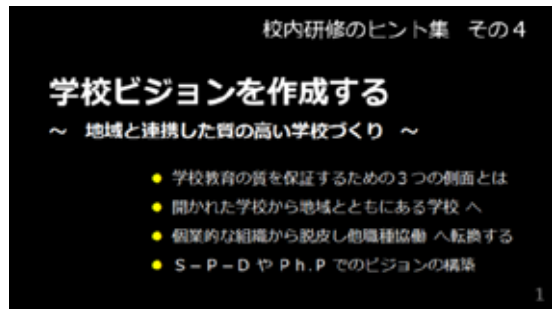 校内研修のヒント集 その4
学校ビジョンを作成する
～ 地域と連携した質の高い学校づくり ～
● 学校教育の質を保証するための3つの側面とは
● 開かれた学校から地域とともにある学校 へ
● 個業的な組織から脱皮し他職種協働 へ転換する
● S－P－D や Ph.P でのビジョンの構築
1